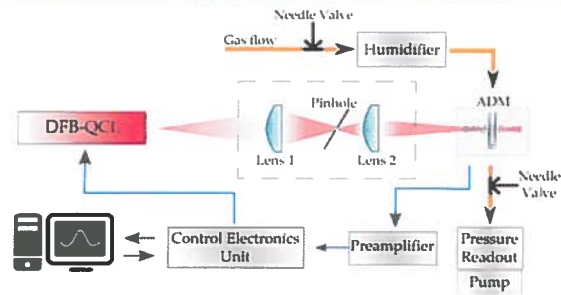 Needle Valve
Gas flow
Humidifier
ADM
Pinhole
DFB-QCL
Lens 1
Lens 2
Needle
Valve
Control Electronics
Unit
Preamplifier
Pressure
Readout
Pump